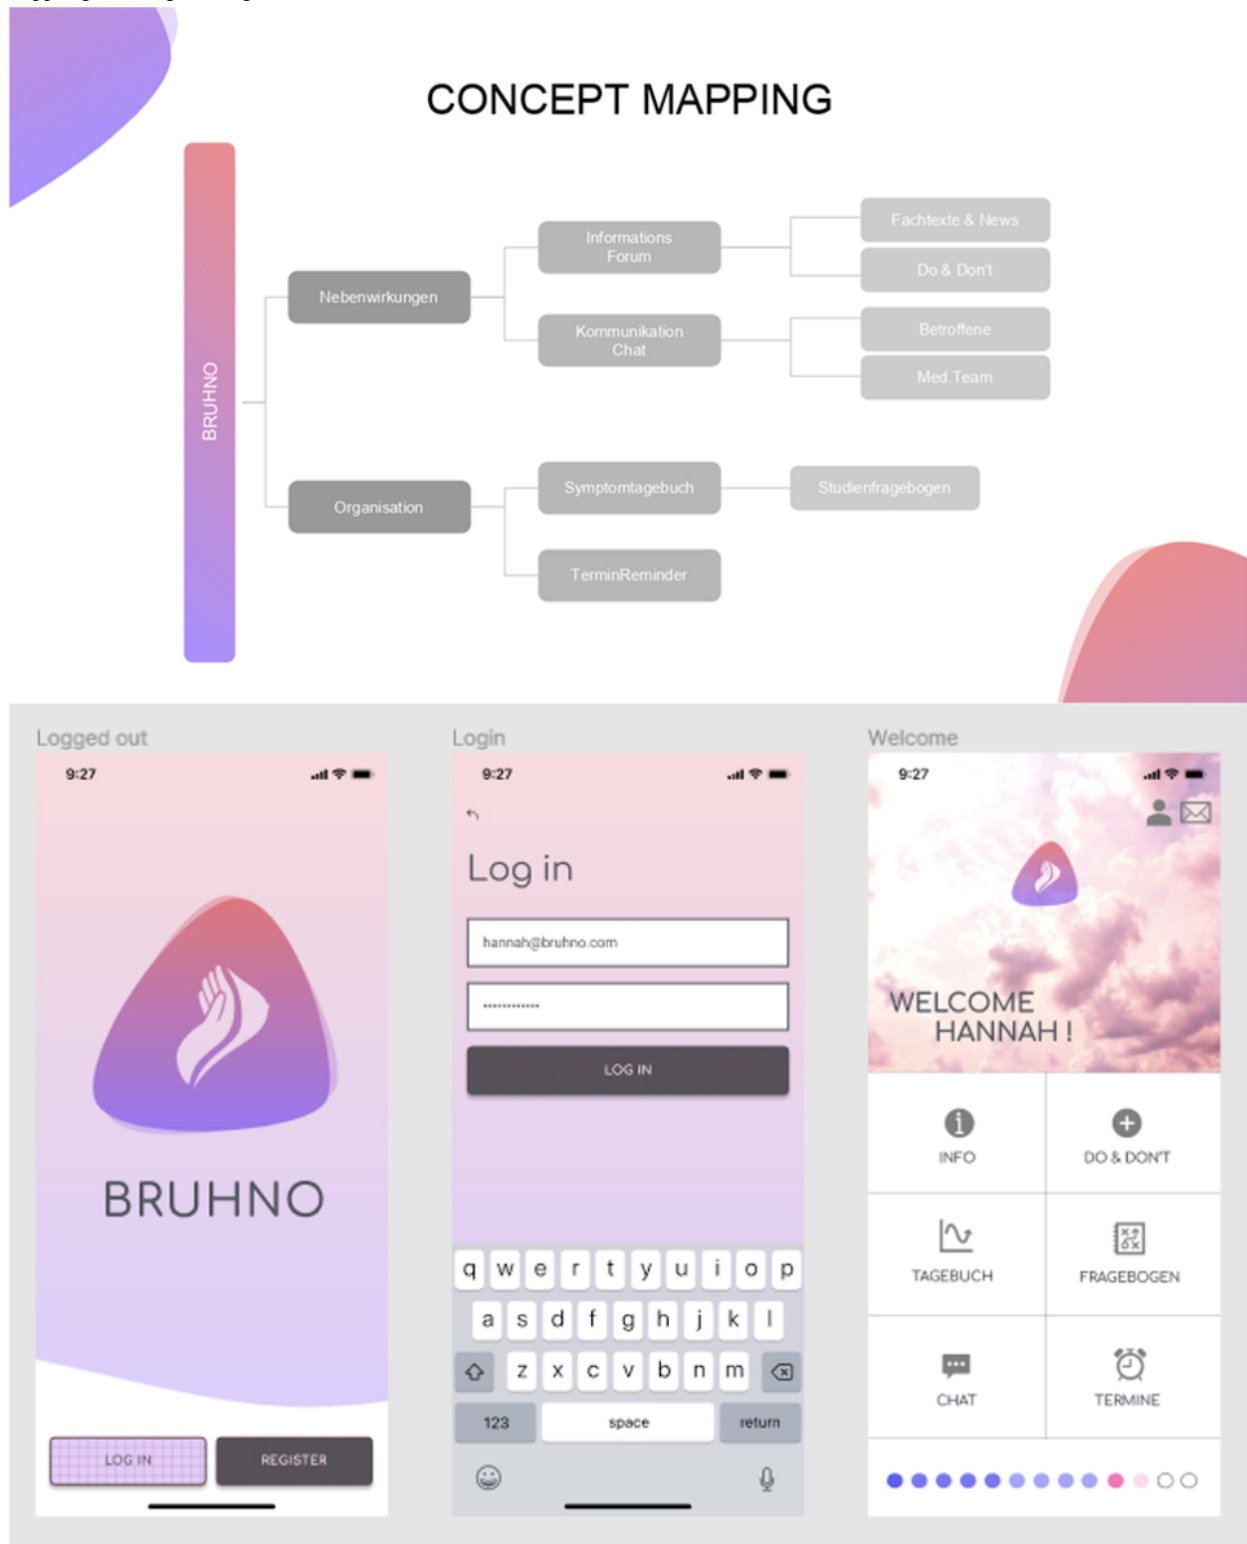 CONCEPT MAPPING
BRUHNO
Nebenwirkungen
Organisation
Informations
Forum
Kommunikation
Chat
Symptomtagebuch
TerminReminder
Fachtexte & News
Do & Don't
Betroffene
Med.Team
Studienfragebogen
Logged out
9:27
BRUHNO
LOG IN
REGISTER
Login
9:27
Log in
hannah@bruhno.com
LOG IN
q w e r t y u i o p
a s d f g h j k l
z x c v b n m
123 space return
Welcome
9:27
WELCOME
HANNAH !
INFO
DO & DON'T
TAGEBUCH
FRAGEBOGEN
CHAT
TERMINE